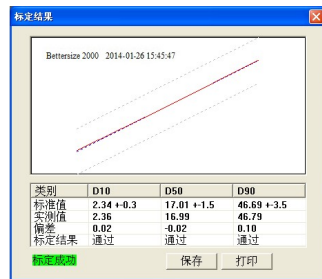 标定结果
Bettersize 2000 2014-01-26 15:45:47
类别 D10 D50 D90
标准值 2.34 +-0.3 17.01 +-1.5 46.69 +-3.5
实测值 2.36 16.99 46.79
偏差 0.02 -0.02 0.10
标定结果 通过 通过 通过
标定成功 保存 打印